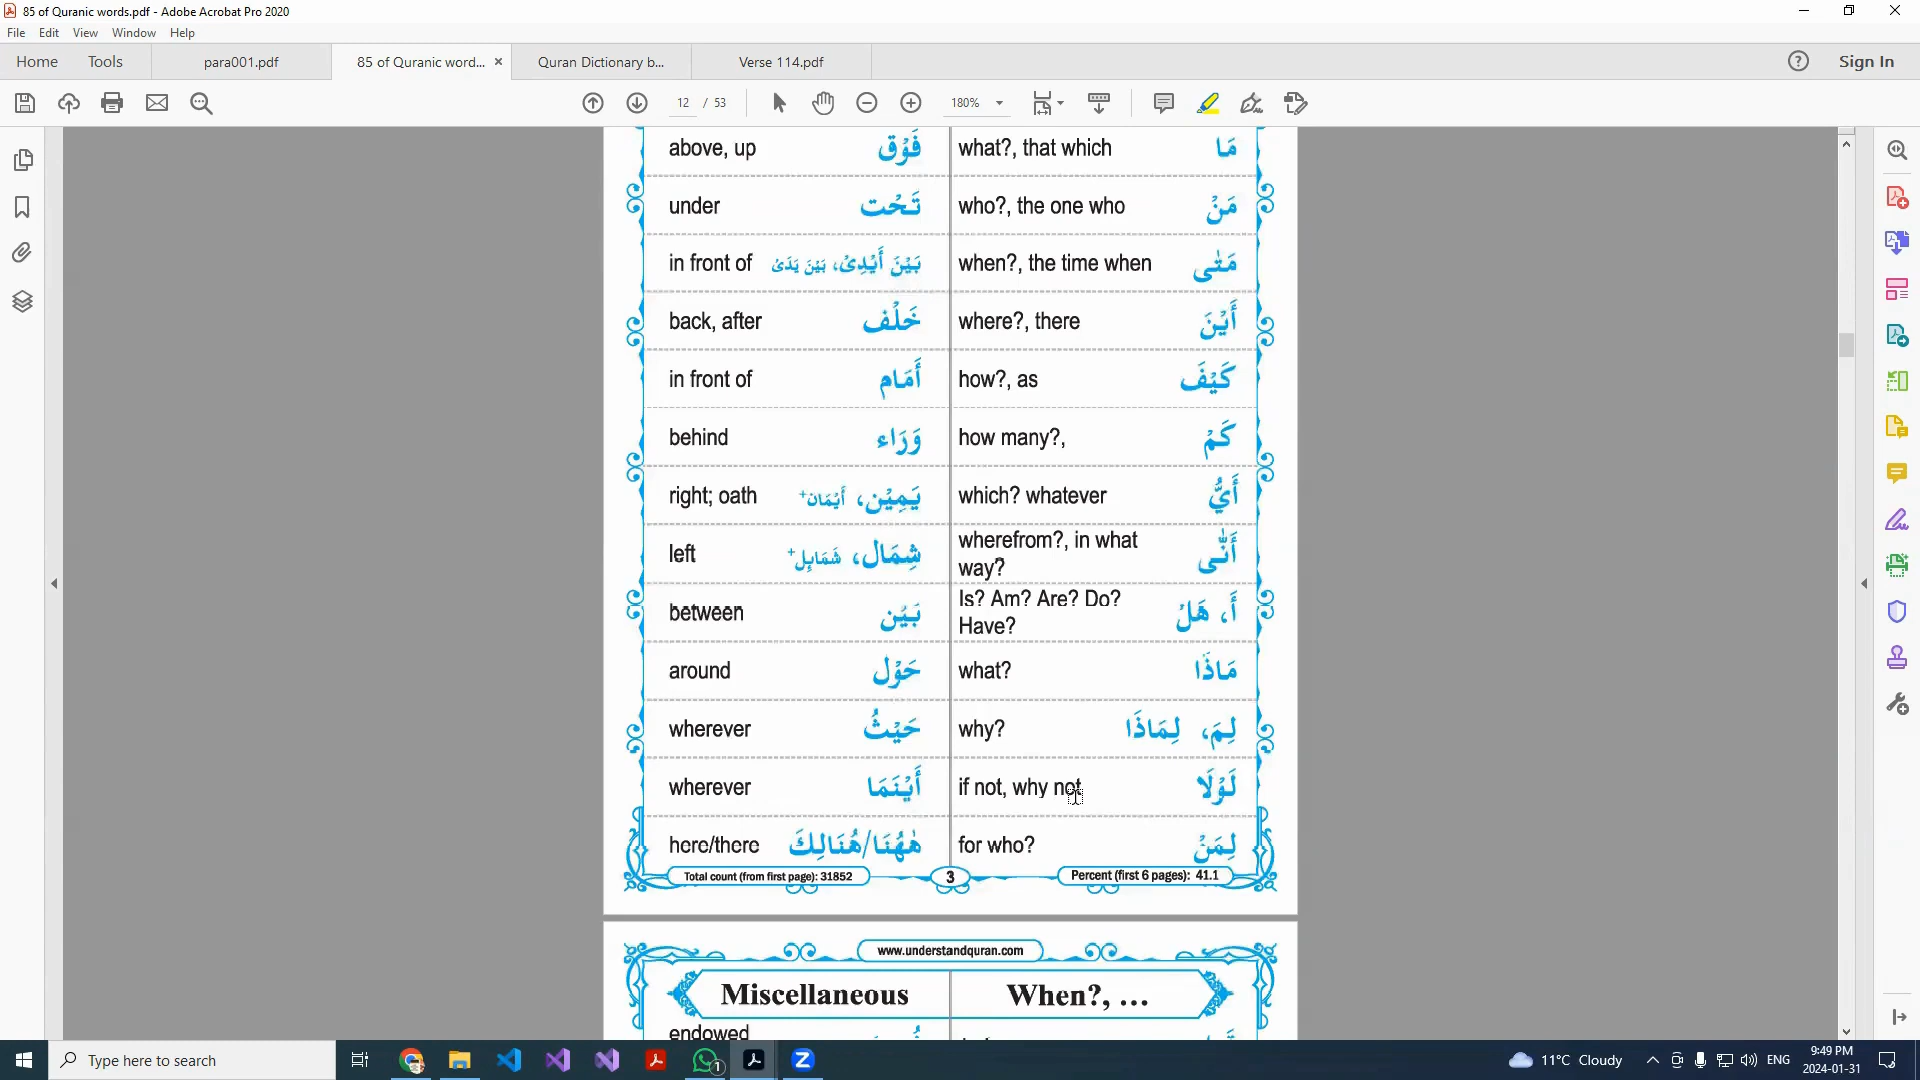 85 of Quranic words.pdf - Adobe Acrobat Pro 2020
File Edit View Window Help
Home Tools para001.pdf 85 of Quranic word... × Quran Dictionary b... Verse 114.pdf Sign In
12 / 53 180%
above, up فَوْق what?, that which مَا
under تَحْت who?, the one who مَنْ
in front of بَيْنَ أَيْدِىْ، بَيْنَ يَدَىْ when?, the time when مَتٰى
back, after خَلْف where?, there أَيْنَ
in front of أَمَام how?, as كَيْفَ
behind وَرَاء how many?, كَمْ
right; oath يَمِيْن، أَيْمَان+ which? whatever أَيُّ
left شِمَال، شَمَايِل+ wherefrom?, in what
way? أَنّٰى
between بَيْن Is? Am? Are? Do?
Have? أَ، هَلْ
around حَوْل what? مَاذَا
wherever حَيْثُ why? لِمَ، لِمَاذَا
wherever أَيْنَمَا if not, why not لَوْلَا
here/there هٰهُنَا/هُنَالِكَ for who? لِمَنْ
Total count (from first page): 31852 3 Percent (first 6 pages): 41.1
www.understandquran.com
Miscellaneous When?, ...
endowed
Type here to search 11°C Cloudy ENG 9:49 PM
2024-01-31